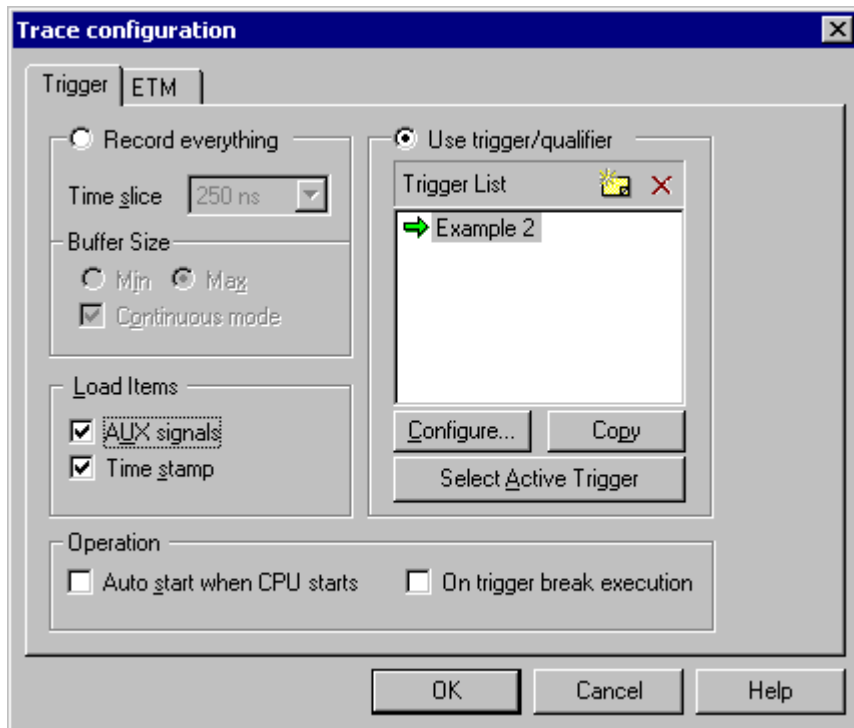 Trace configuration
Trigger
ETM
Record everything
Time slice
250 ns
Buffer Size
Min
Max
Continuous mode
Load Items
AUX signals
Time stamp
Use trigger/qualifier
Trigger List
Example 2
Configure...
Copy
Select Active Trigger
Operation
Auto start when CPU starts
On trigger break execution
OK
Cancel
Help